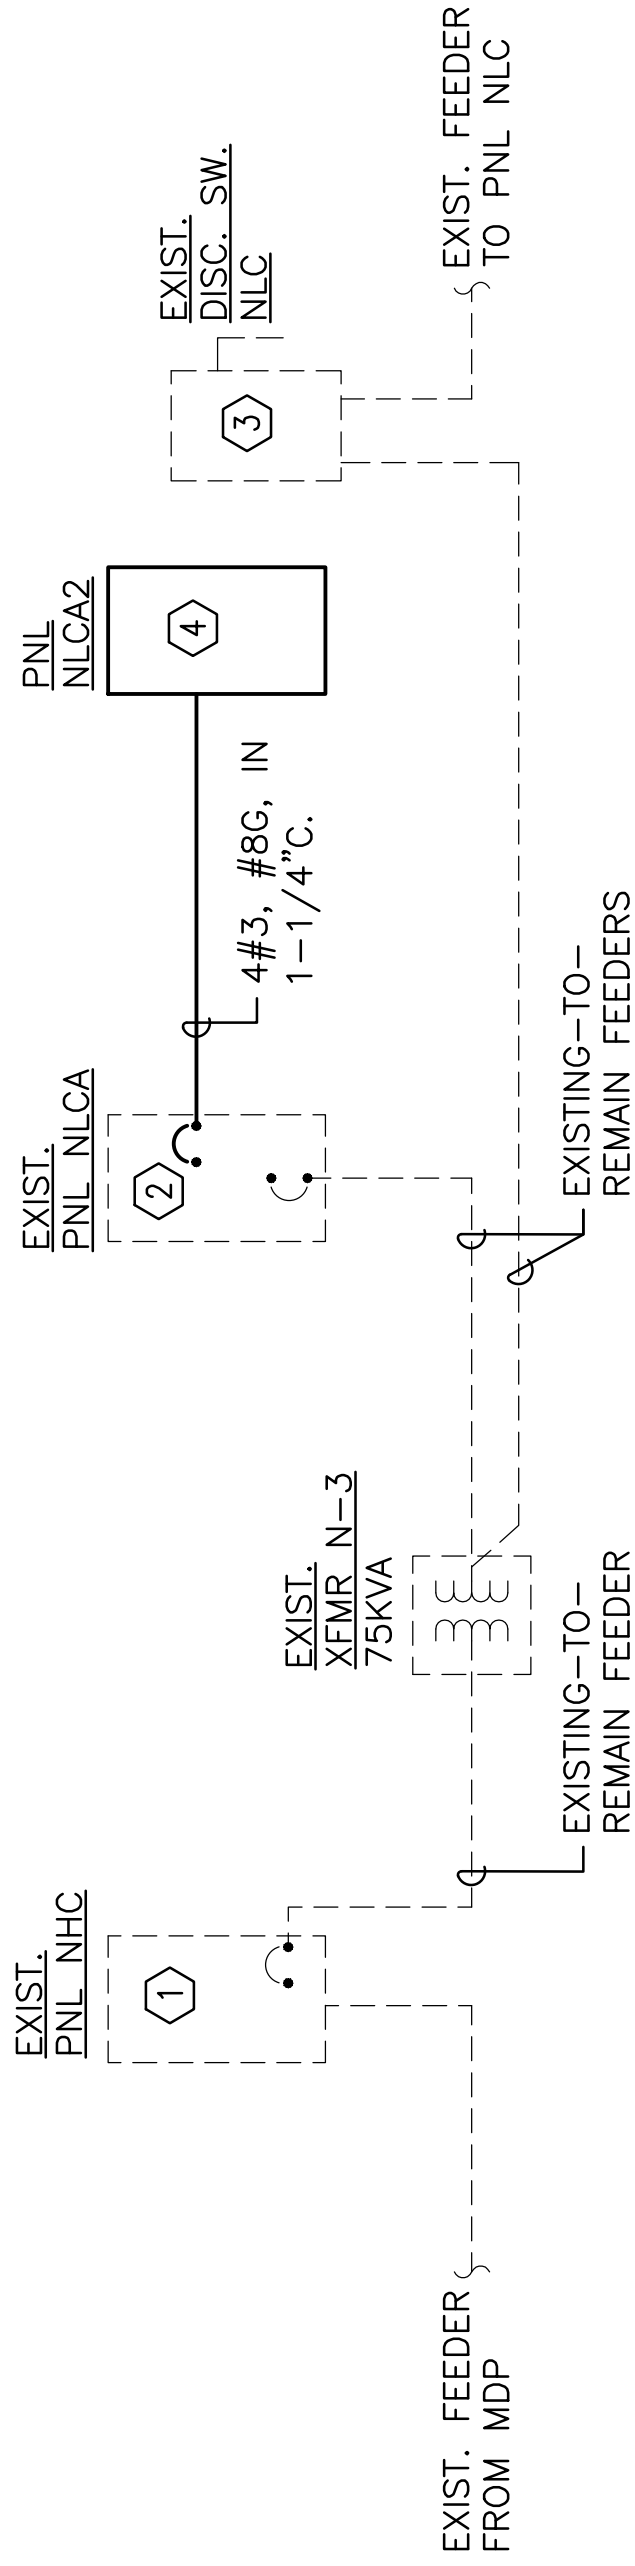 EXIST. FEEDER
FROM MDP
EXIST.
PNL NHC
1
EXISTING-TO-
REMAIN FEEDER
EXIST.
XFMR N-3
75KVA
EXIST.
PNL NLCA
2
EXISTING-TO-
REMAIN FEEDERS
4#3, #8G, IN
1-1/4"C.
PNL
NLCA2
4
EXIST.
DISC. SW.
NLC
3
EXIST. FEEDER
TO PNL NLC